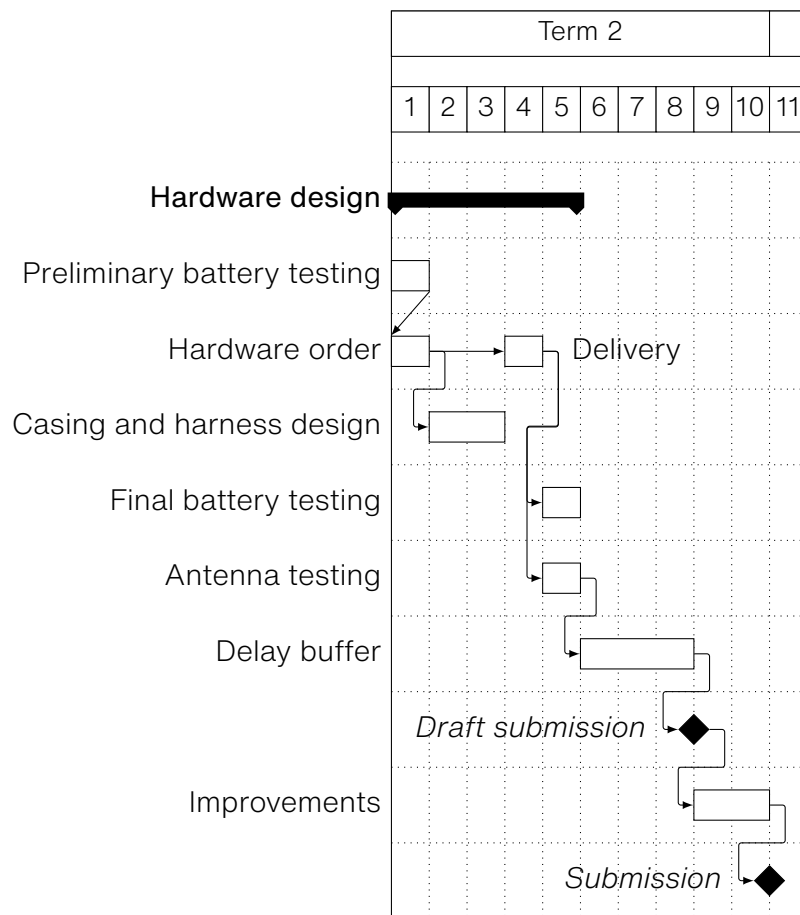 Term 2
1 2 3 4 5 6 7 8 9 10 11
Hardware design
Preliminary battery testing
Hardware order Delivery
Casing and harness design
Final battery testing
Antenna testing
Delay buffer
Draft submission
Improvements
Submission